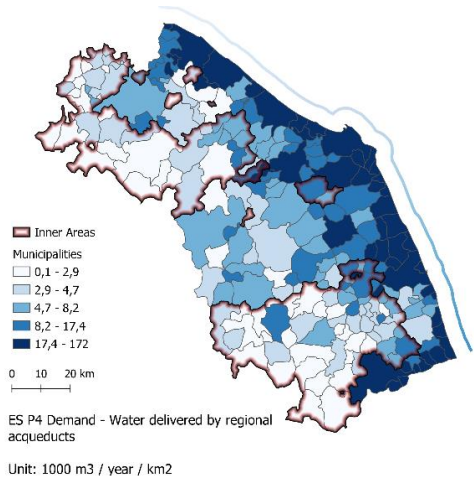 Inner Areas
Municipalities
0,1 - 2,9
2,9 - 4,7
4,7 - 8,2
8,2 - 17,4
17,4 - 172
0 10 20 km
ES P4 Demand - Water delivered by regional
acqueducts
Unit: 1000 m3 / year / km2